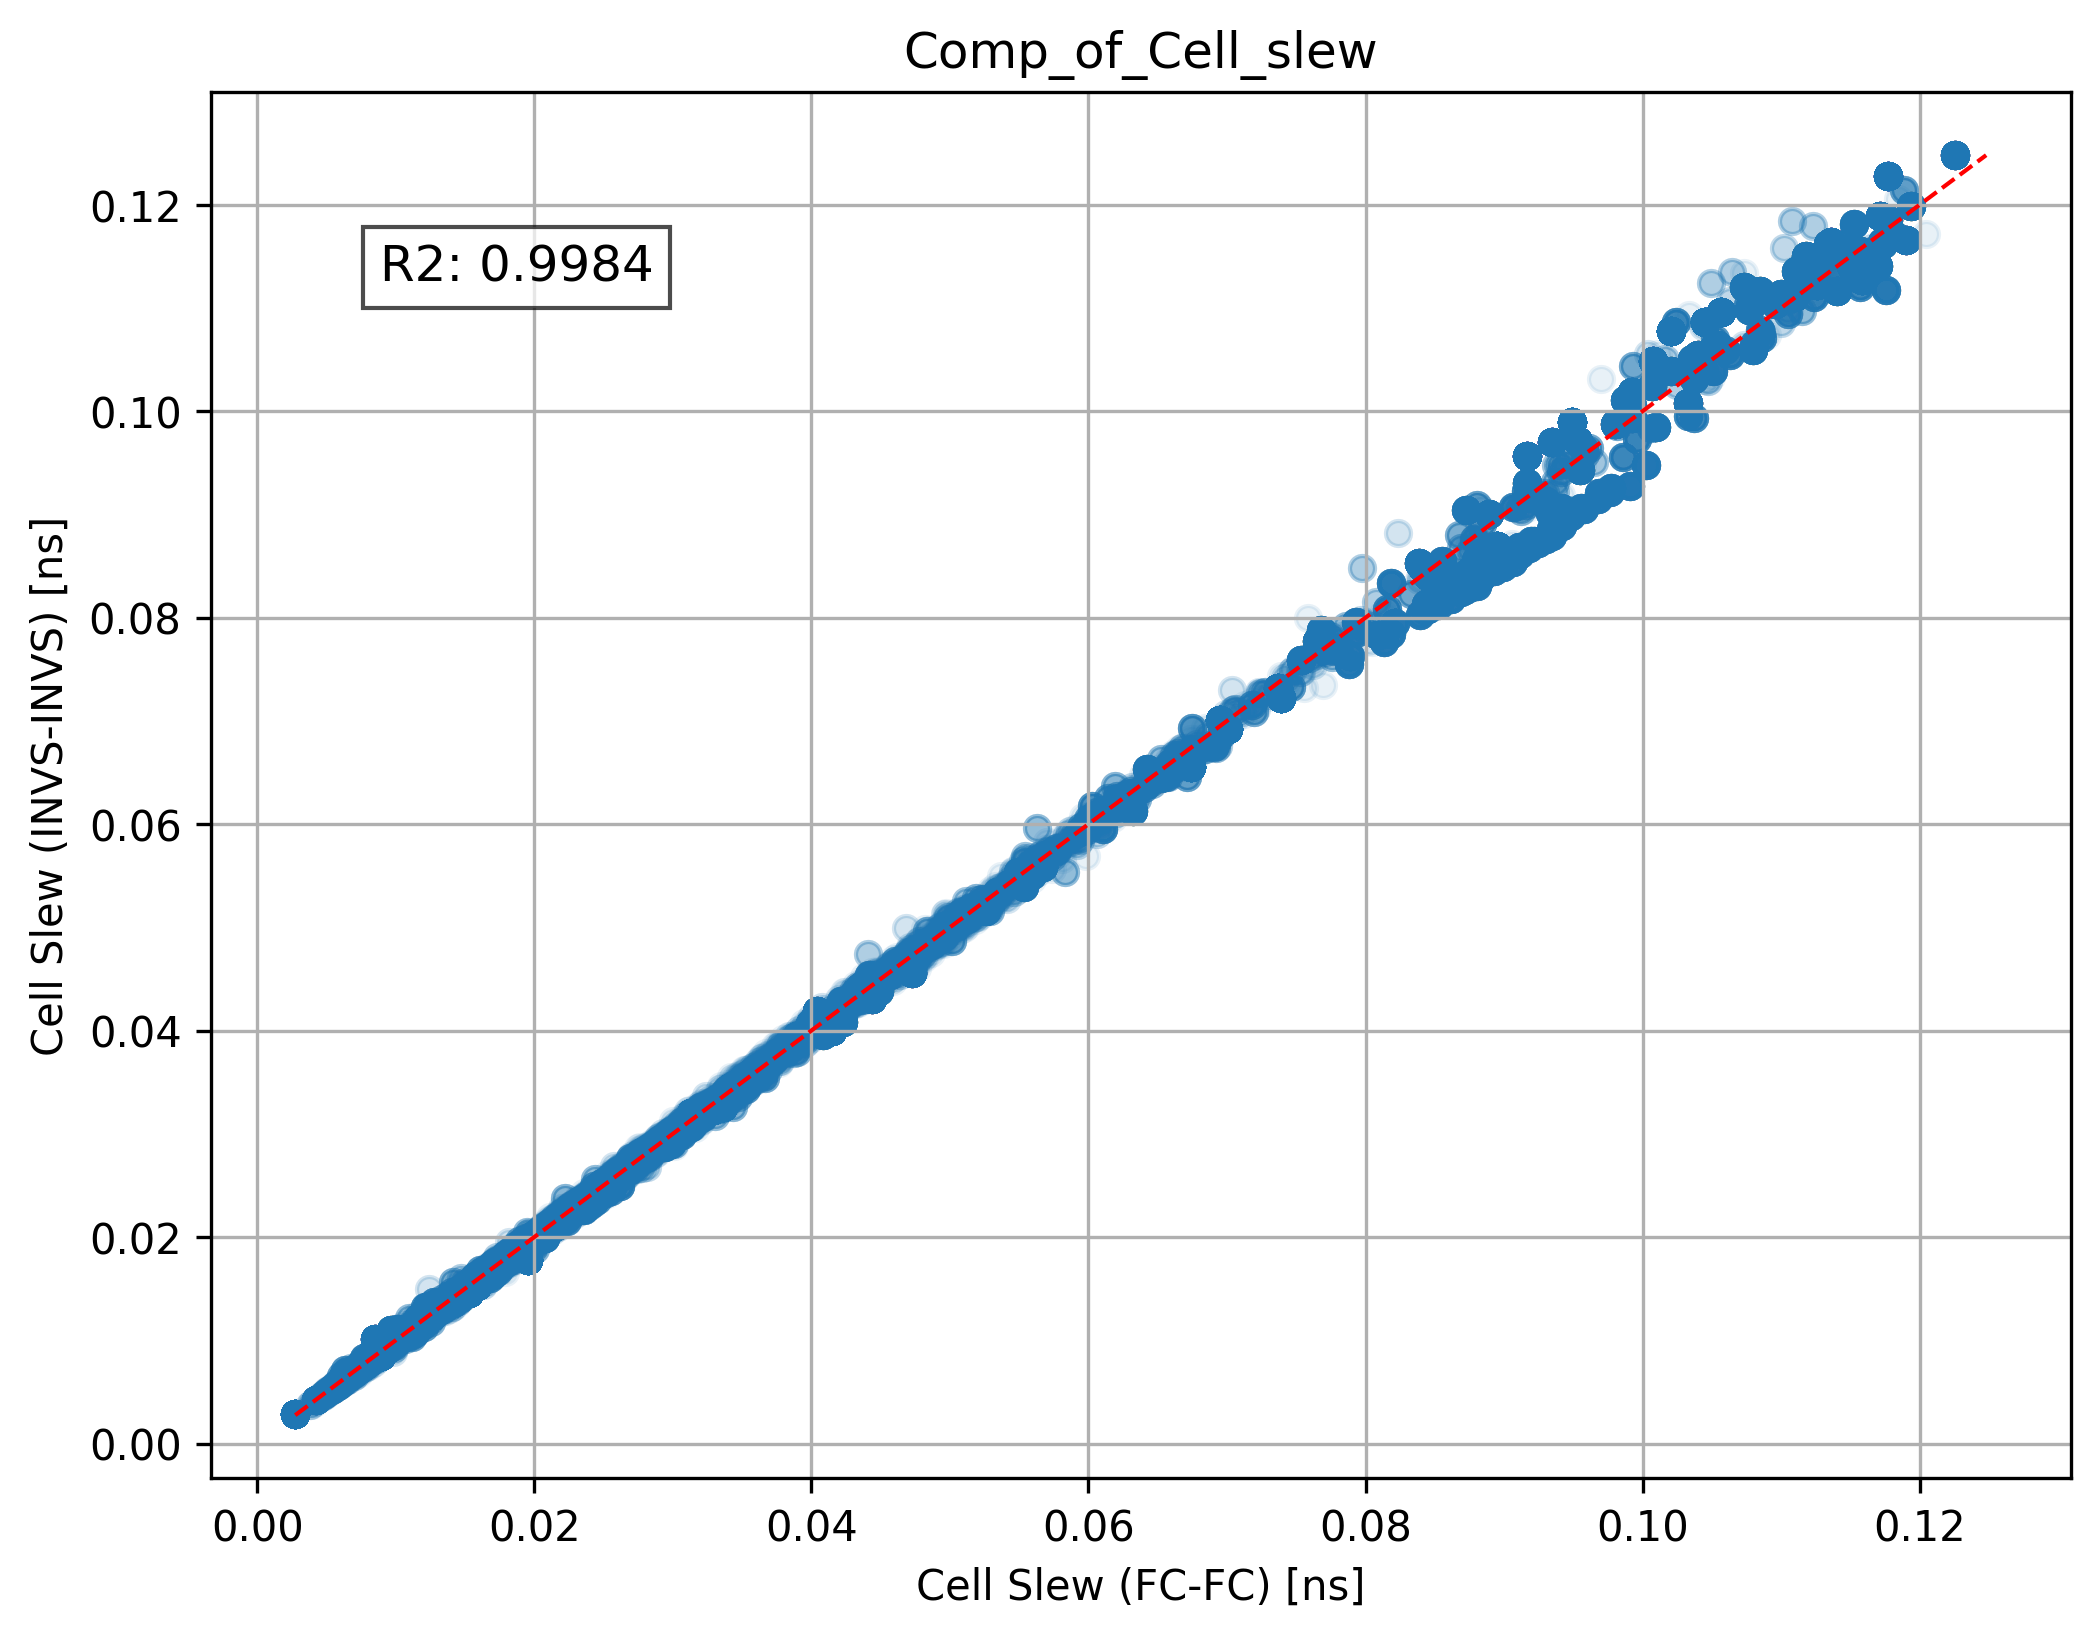 Comp_of_Cell_slew
R2: 0.9984
Cell Slew (INVS-INVS) [ns]
0.12
0.10
0.08
0.06
0.04
0.02
0.00
0.00 0.02 0.04 0.06 0.08 0.10 0.12
Cell Slew (FC-FC) [ns]